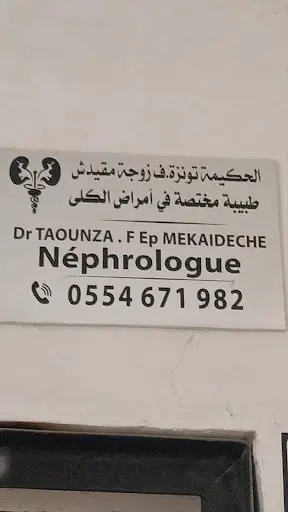 الحكيمة تونزة.ف زوجة مقيدش
طبيبة مختصة في أمراض الكلى
Dr TAOUNZA . F Ep MEKAIDECHE
Néphrologue
0554 671 982